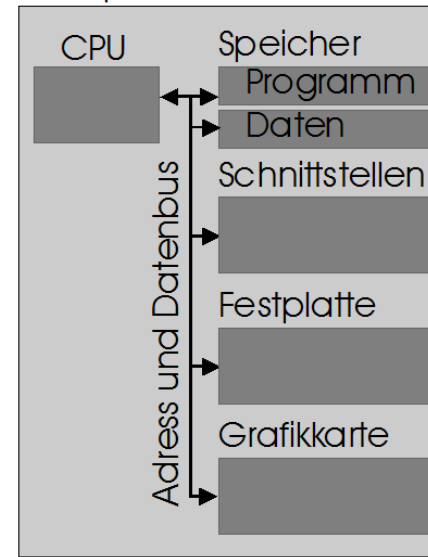 CPU
Speicher
Programm
Daten
Schnittstellen
Festplatte
Grafikkarte
Adress und Datenbus